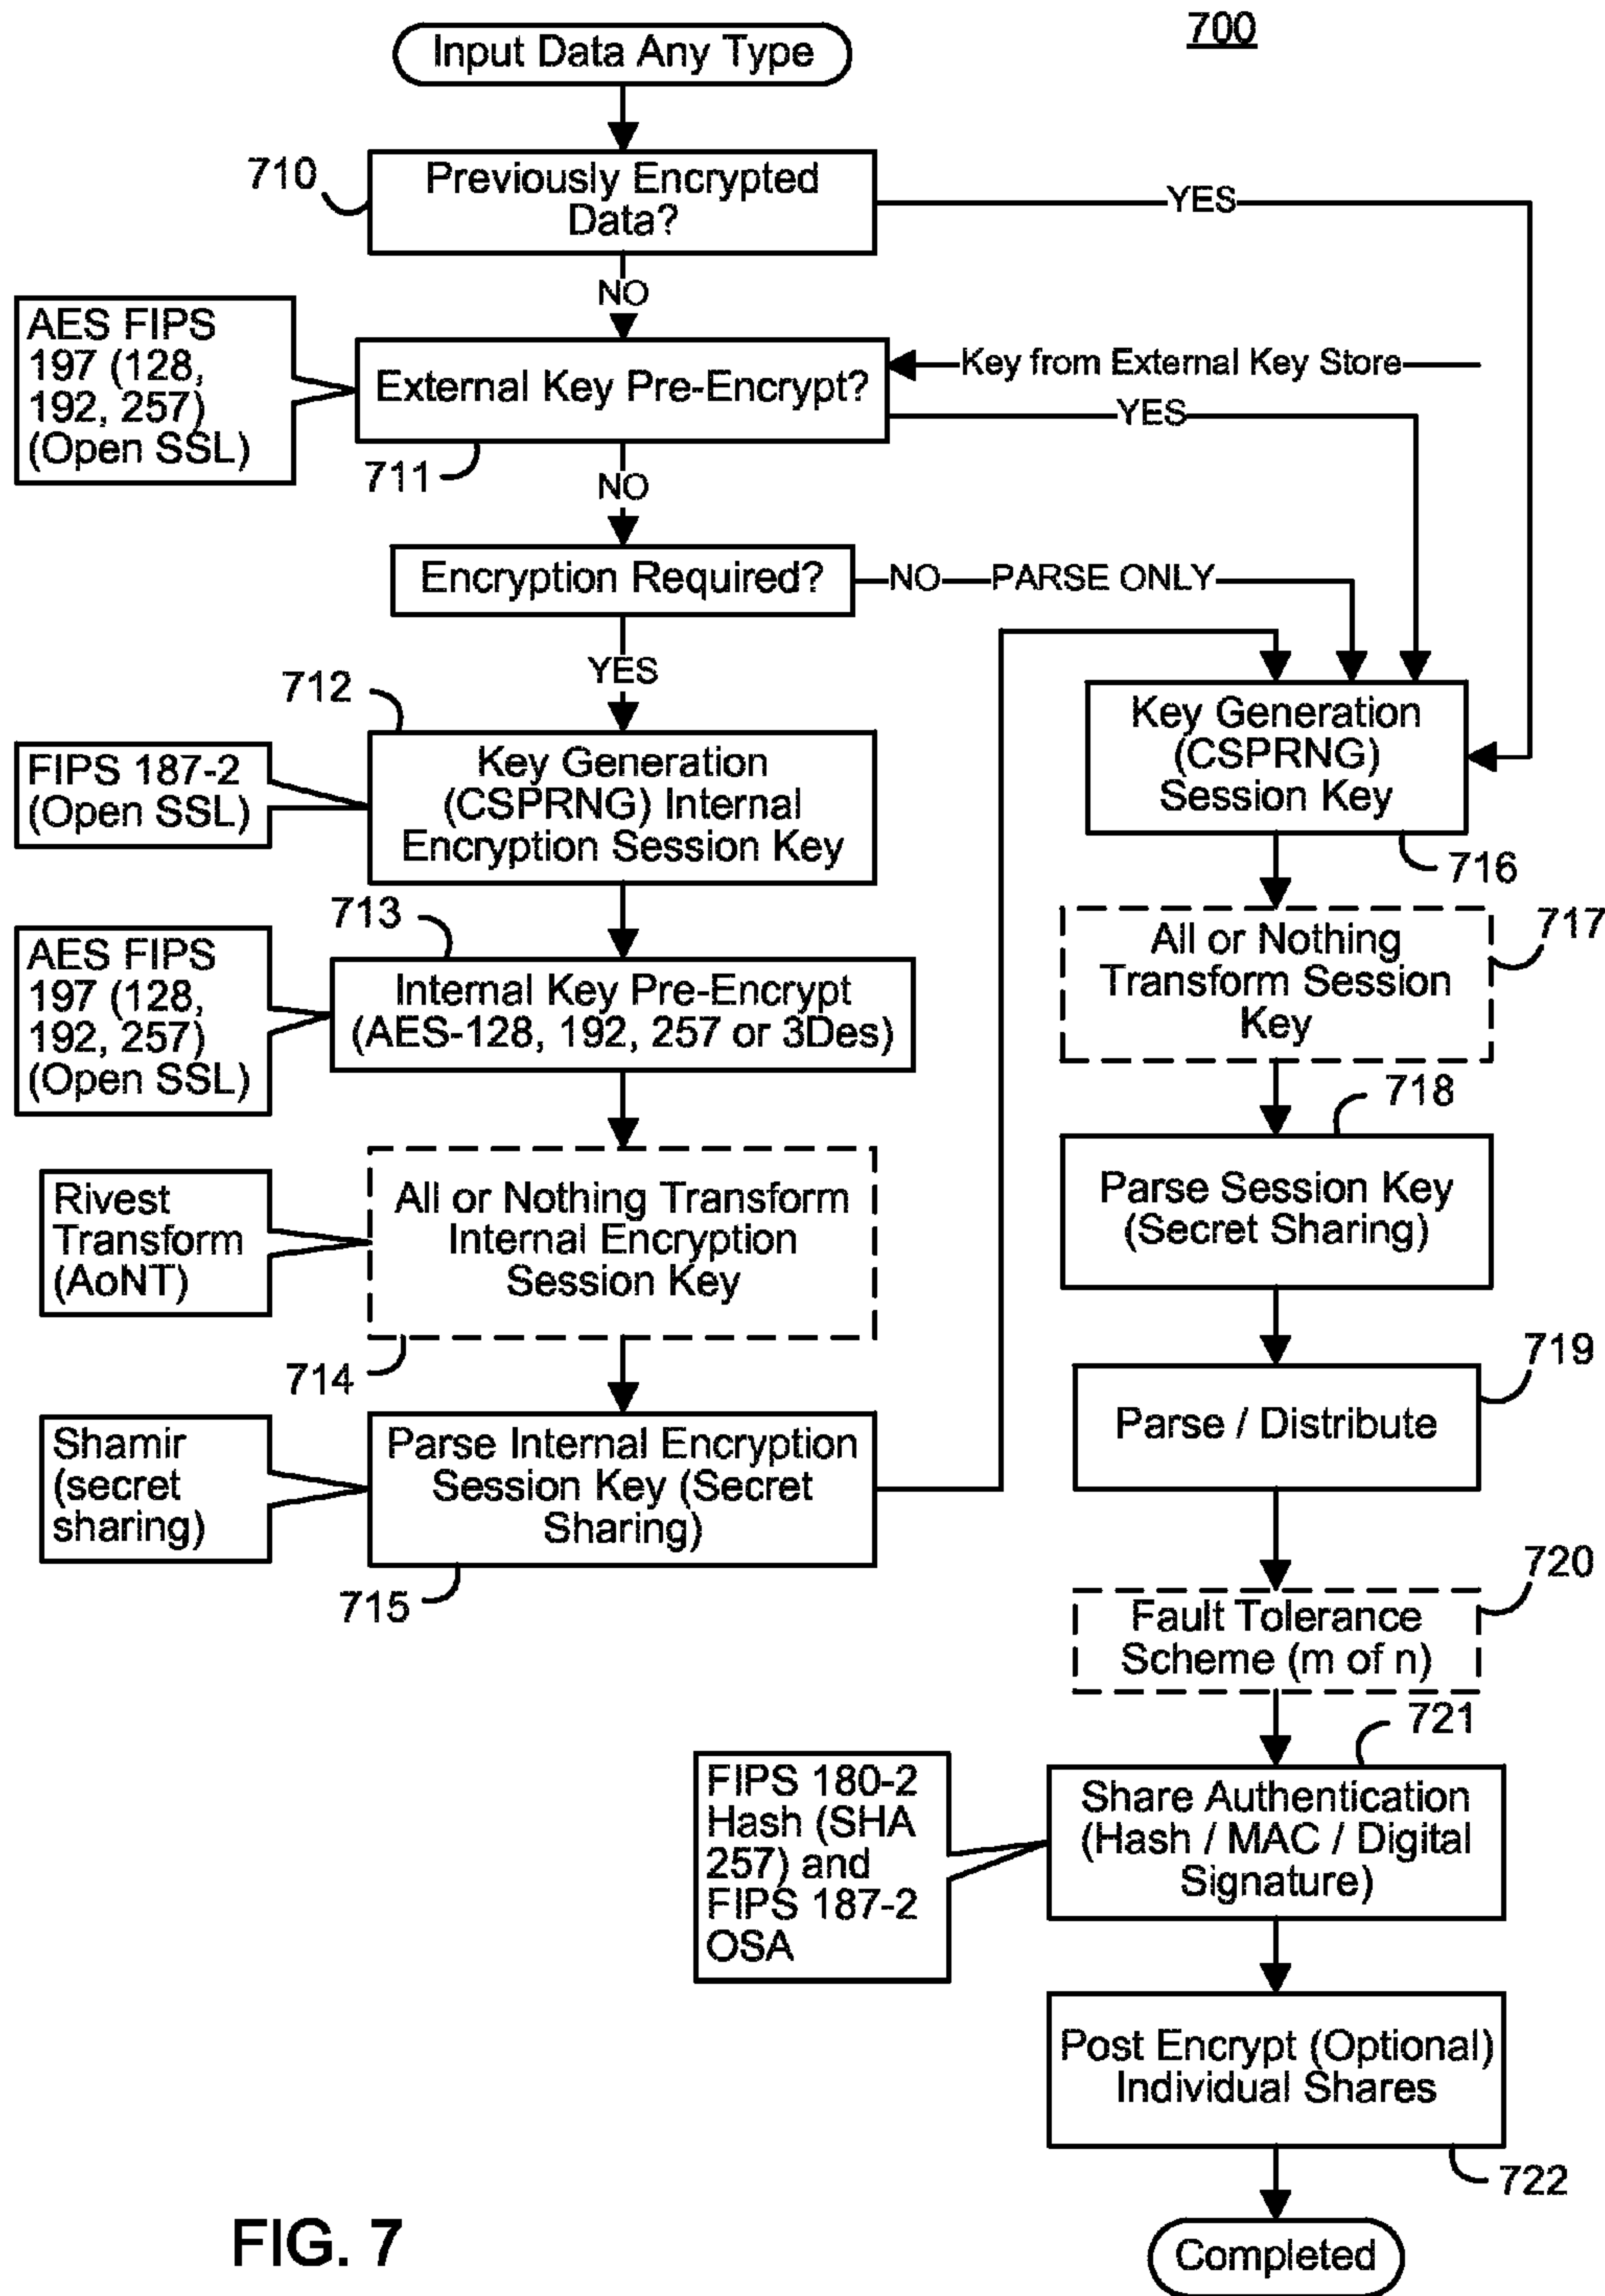 700
Input Data Any Type
710
Previously Encrypted
Data?
YES
NO
AES FIPS
197 (128,
192, 257)
(Open SSL)
External Key Pre-Encrypt?
Key from External Key Store
YES
711
NO
Encryption Required?
NO
PARSE ONLY
YES
712
FIPS 187-2
(Open SSL)
Key Generation
(CSPRNG) Internal
Encryption Session Key
713
AES FIPS
197 (128,
192, 257)
(Open SSL)
Internal Key Pre-Encrypt
(AES-128, 192, 257 or 3Des)
Rivest
Transform
(AoNT)
All or Nothing Transform
Internal Encryption
Session Key
714
Shamir
(secret
sharing)
Parse Internal Encryption
Session Key (Secret
Sharing)
715
Key Generation
(CSPRNG)
Session Key
716
717
All or Nothing
Transform Session
Key
718
Parse Session Key
(Secret Sharing)
719
Parse / Distribute
720
Fault Tolerance
Scheme (m of n)
721
FIPS 180-2
Hash (SHA
257) and
FIPS 187-2
OSA
Share Authentication
(Hash / MAC / Digital
Signature)
Post Encrypt (Optional)
Individual Shares
722
Completed
FIG. 7